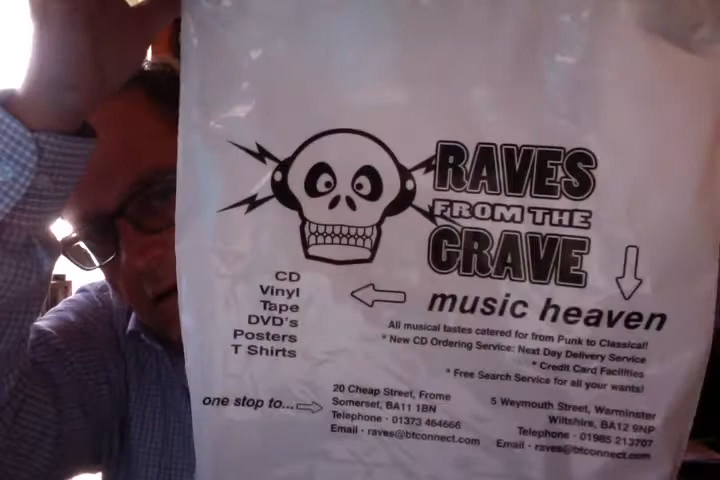 RAVES
FROM THE
GRAVE
music heaven
CD
Vinyl
Tape
DVD's
Posters
T Shirts
All musical tastes catered for from Punk to Classical!
* New CD Ordering Service: Next Day Delivery Service
* Credit Card Facilities
* Free Search Service for all your wants!
one stop to...
20 Cheap Street, Frome
Somerset, BA11 1BN
Telephone · 01373 464666
Email · raves@btconnect.com
5 Weymouth Street, Warminster
Wiltshire, BA12 9NP
Telephone · 01985 213707
Email · raves@btconnect.com